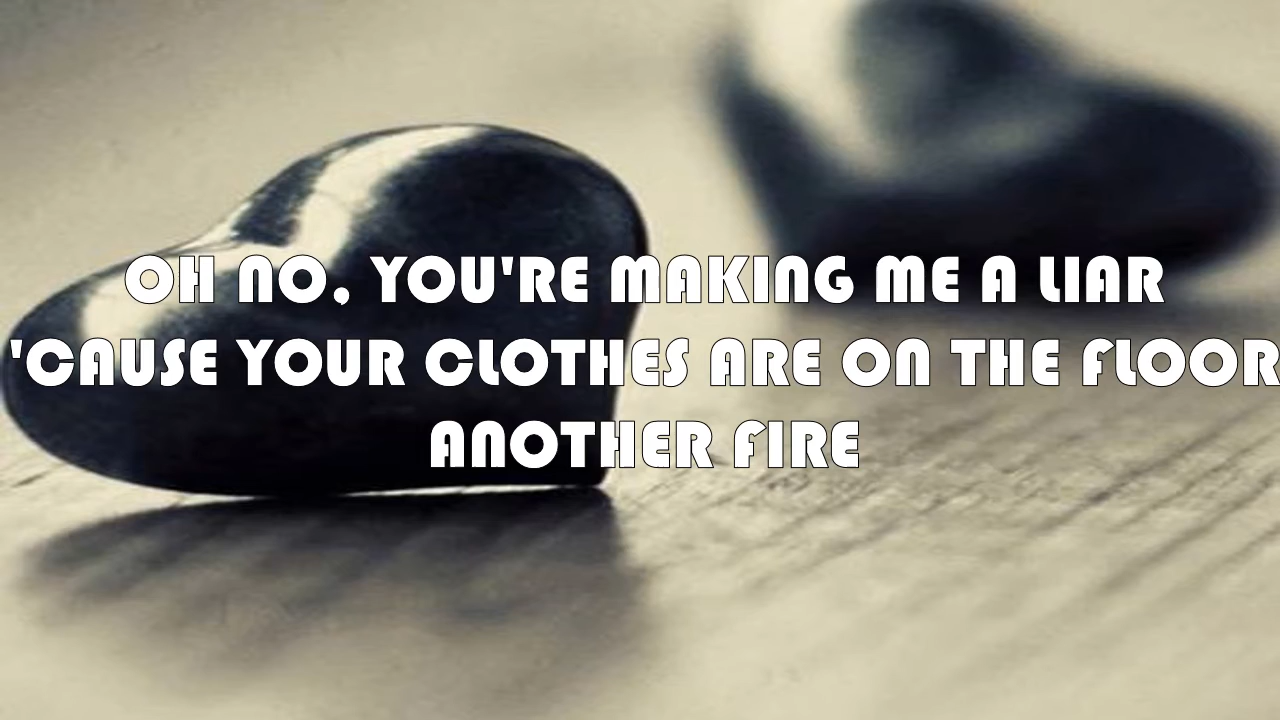 OH NO, YOU'RE MAKING ME A LIAR
'CAUSE YOUR CLOTHES ARE ON THE FLOOR
ANOTHER FIRE